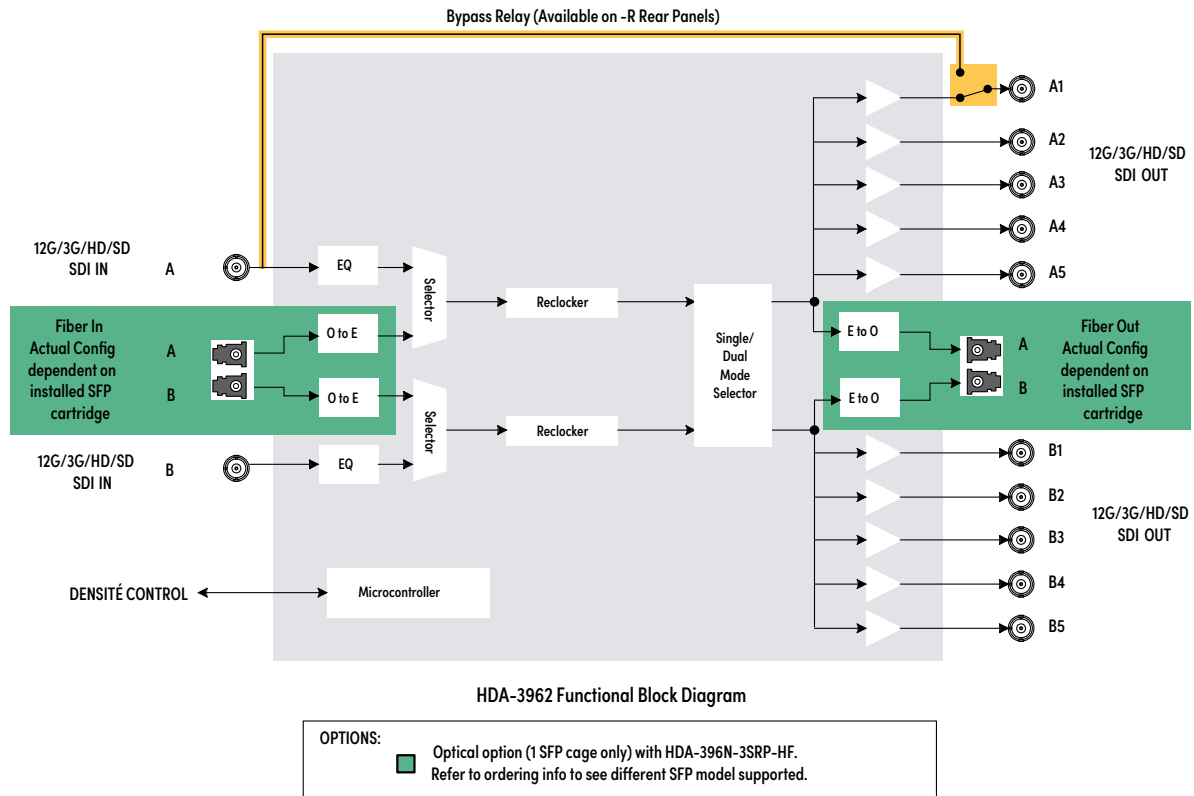 Bypass Relay (Available on -R Rear Panels)
A1
A2
A3
A4
A5
12G/3G/HD/SD
SDI OUT
12G/3G/HD/SD
SDI IN
A
EQ
Selector
Reclocker
Fiber In
Actual Config
dependent on
installed SFP
cartridge
A
B
O to E
O to E
Single/
Dual
Mode
Selector
E to O
E to O
A
B
Fiber Out
Actual Config
dependent on
installed SFP
cartridge
Selector
Reclocker
12G/3G/HD/SD
SDI IN
B
EQ
B1
B2
B3
B4
B5
12G/3G/HD/SD
SDI OUT
DENSITÉ CONTROL
Microcontroller
HDA-3962 Functional Block Diagram
OPTIONS:
Optical option (1 SFP cage only) with HDA-396N-3SRP-HF.
Refer to ordering info to see different SFP model supported.